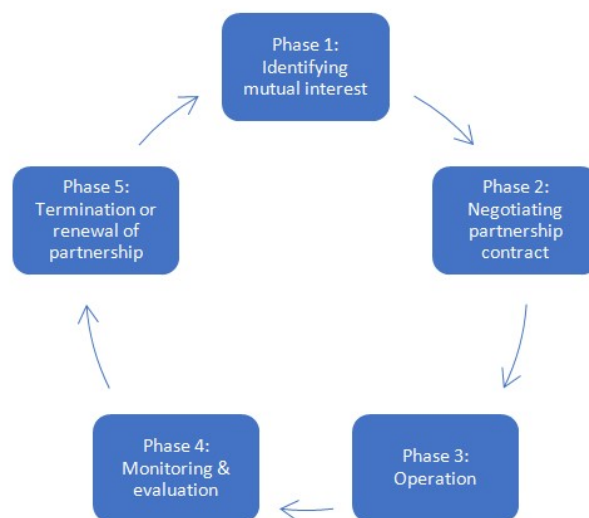 Phase 1:
Identifying
mutual interest
Phase 2:
Negotiating
partnership
contract
Phase 3:
Operation
Phase 4:
Monitoring &
evaluation
Phase 5:
Termination or
renewal of
partnership